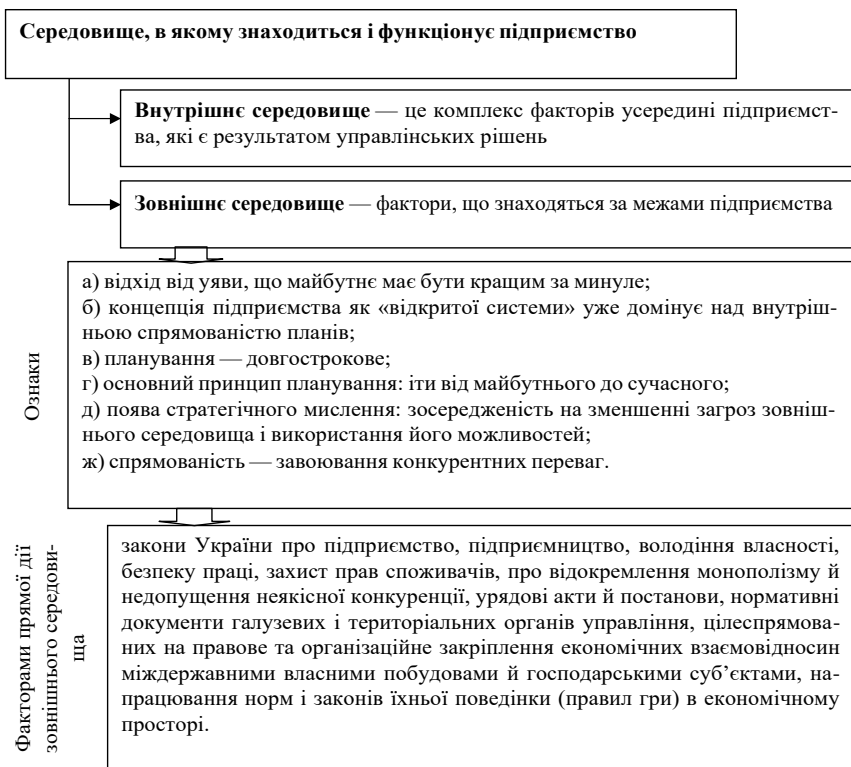 Середовище, в якому знаходиться і функціонує підприємство
Внутрішнє середовище — це комплекс факторів усередині підприємст-
ва, які є результатом управлінських рішень
Зовнішнє середовище — фактори, що знаходяться за межами підприємства
Ознаки
а) відхід від уяви, що майбутнє має бути кращим за минуле;
б) концепція підприємства як «відкритої системи» уже домінує над внутріш-
ньою спрямованістю планів;
в) планування — довгострокове;
г) основний принцип планування: іти від майбутнього до сучасного;
д) поява стратегічного мислення: зосередженість на зменшенні загроз зовніш-
нього середовища і використання його можливостей;
ж) спрямованість — завоювання конкурентних переваг.
Факторами прямої дії
зовнішнього середови-
ща
закони України про підприємство, підприємництво, володіння власності,
безпеку праці, захист прав споживачів, про відокремлення монополізму й
недопущення неякісної конкуренції, урядові акти й постанови, нормативні
документи галузевих і територіальних органів управління, цілеспрямова-
них на правове та організаційне закріплення економічних взаємовідносин
міждержавними власними побудовами й господарськими суб’єктами, на-
працювання норм і законів їхньої поведінки (правил гри) в економічному
просторі.